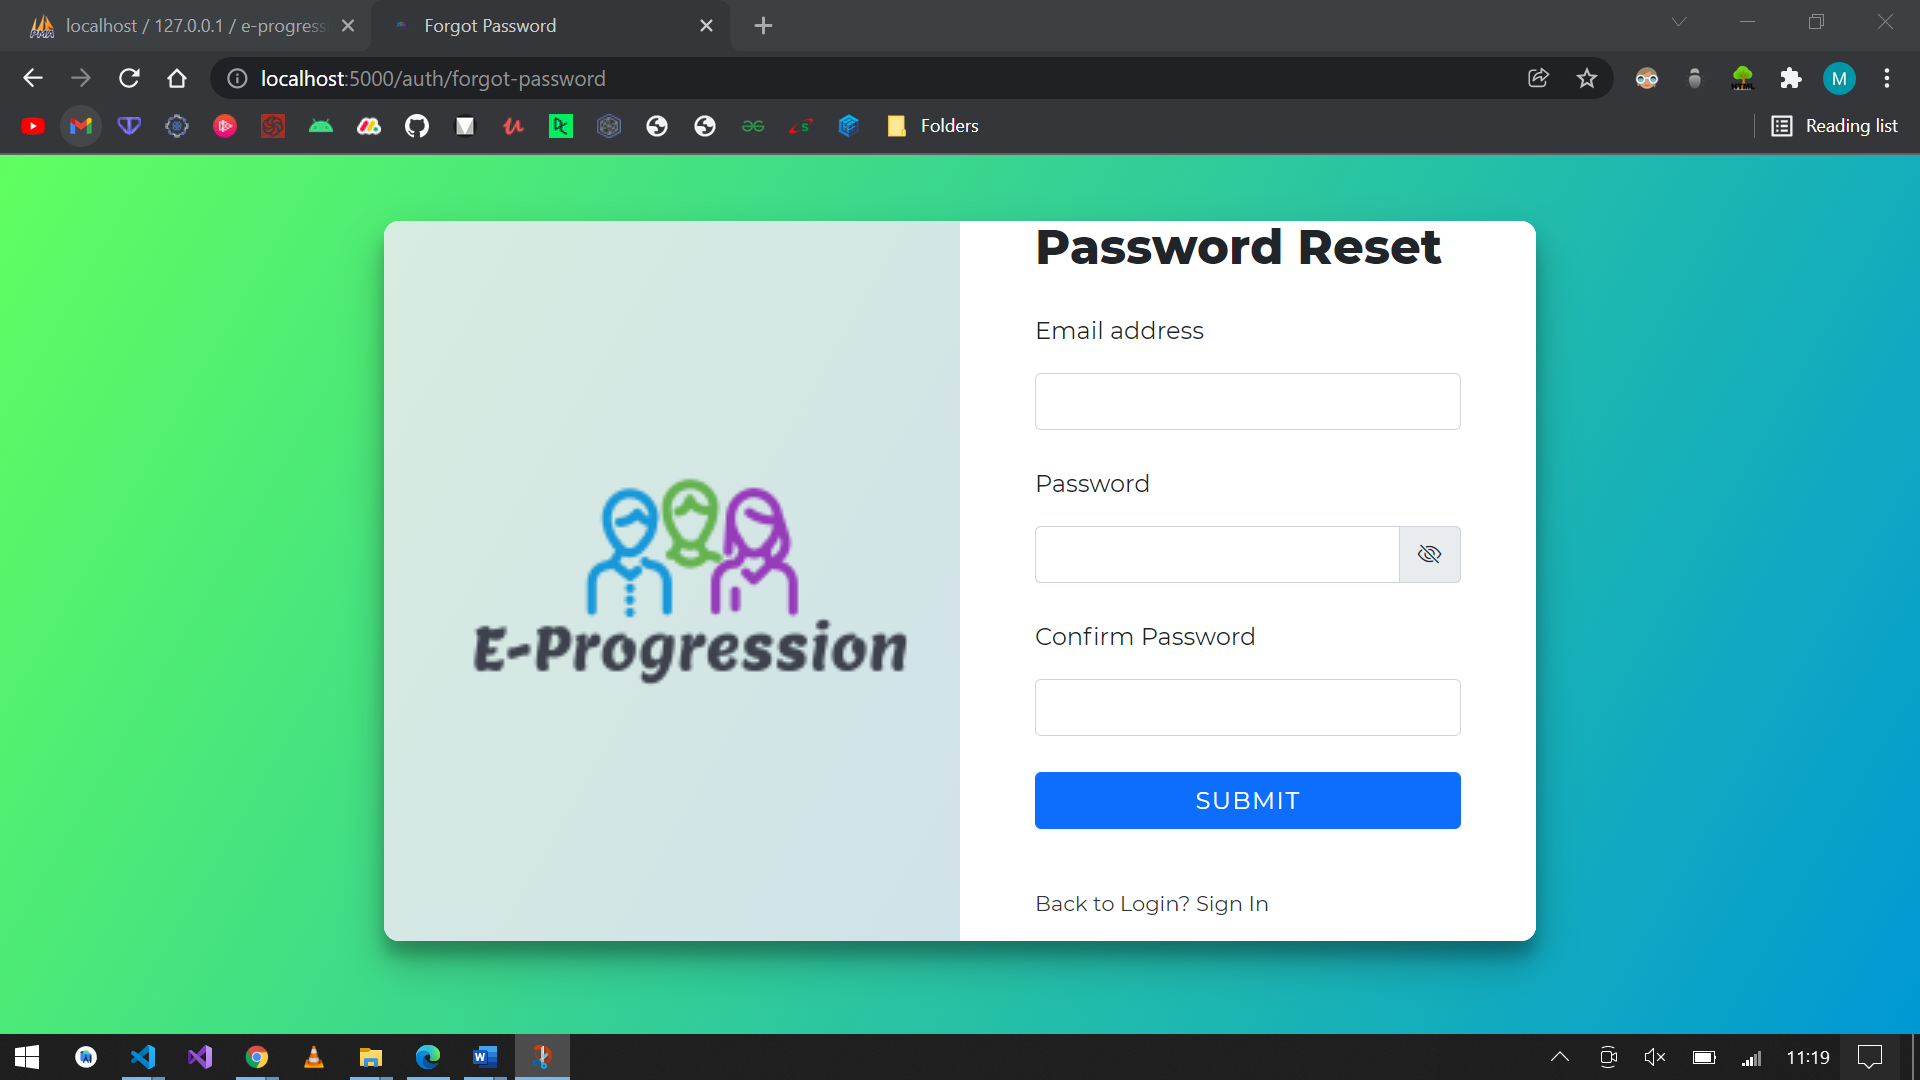 localhost / 127.0.0.1 / e-progress
Forgot Password
localhost:5000/auth/forgot-password
M
Folders
Reading list
Password Reset
Email address
Password
Confirm Password
SUBMIT
Back to Login? Sign In
E-Progression
11:19